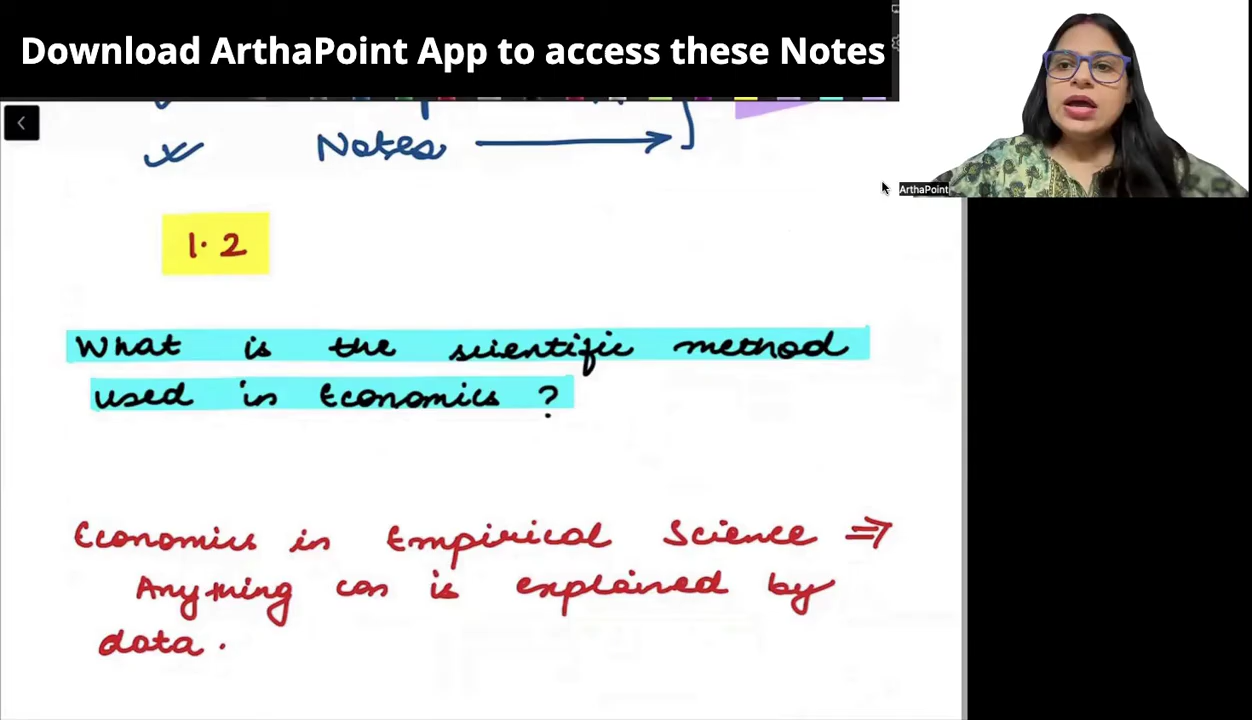 Download ArthaPoint App to access these Notes
Notes
ArthaPoint
1.2
What is the scientific method
used in Economics ?
Economics in Empirical Science ⇒
Anything can is explained by
data.